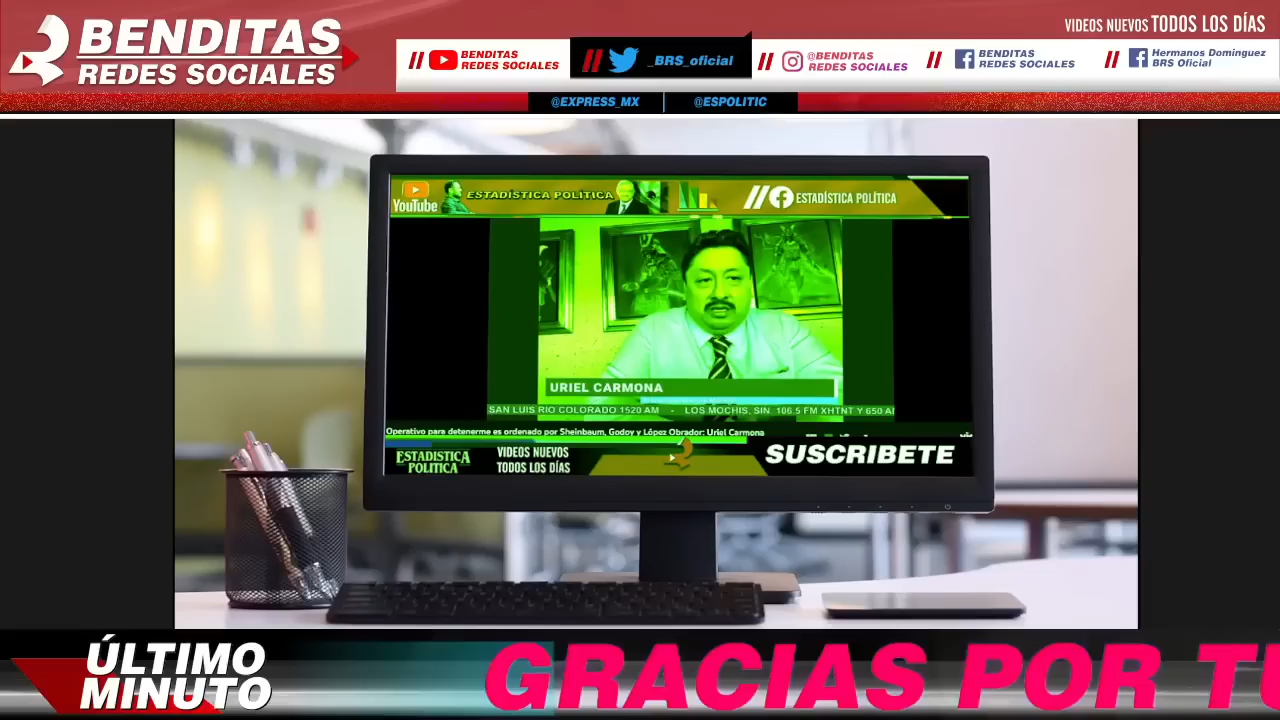 BENDITAS
REDES SOCIALES
VIDEOS NUEVOS TODOS LOS DÍAS
// BENDITAS
REDES SOCIALES
// _BRS_oficial
// @BENDITAS
REDES SOCIALES
// BENDITAS
REDES SOCIALES
// Hermanos Dominguez
BRS Oficial
@EXPRESS_MX
@ESPOLITIC
YouTube
ESTADÍSTICA POLÍTICA
// ESTADÍSTICA POLÍTICA
URIEL CARMONA
SAN LUIS RIO COLORADO 1520 AM - LOS MOCHIS, SIN. 106.5 FM XHTNT Y 650 A
Operativo para detenerme es ordenado por Sheinbaum, Godoy y López Obrador: Uriel Carmona
ESTADISTICA
POLITICA
VIDEOS NUEVOS
TODOS LOS DÍAS
SUSCRIBETE
ÚLTIMO
MINUTO
GRACIAS POR TU